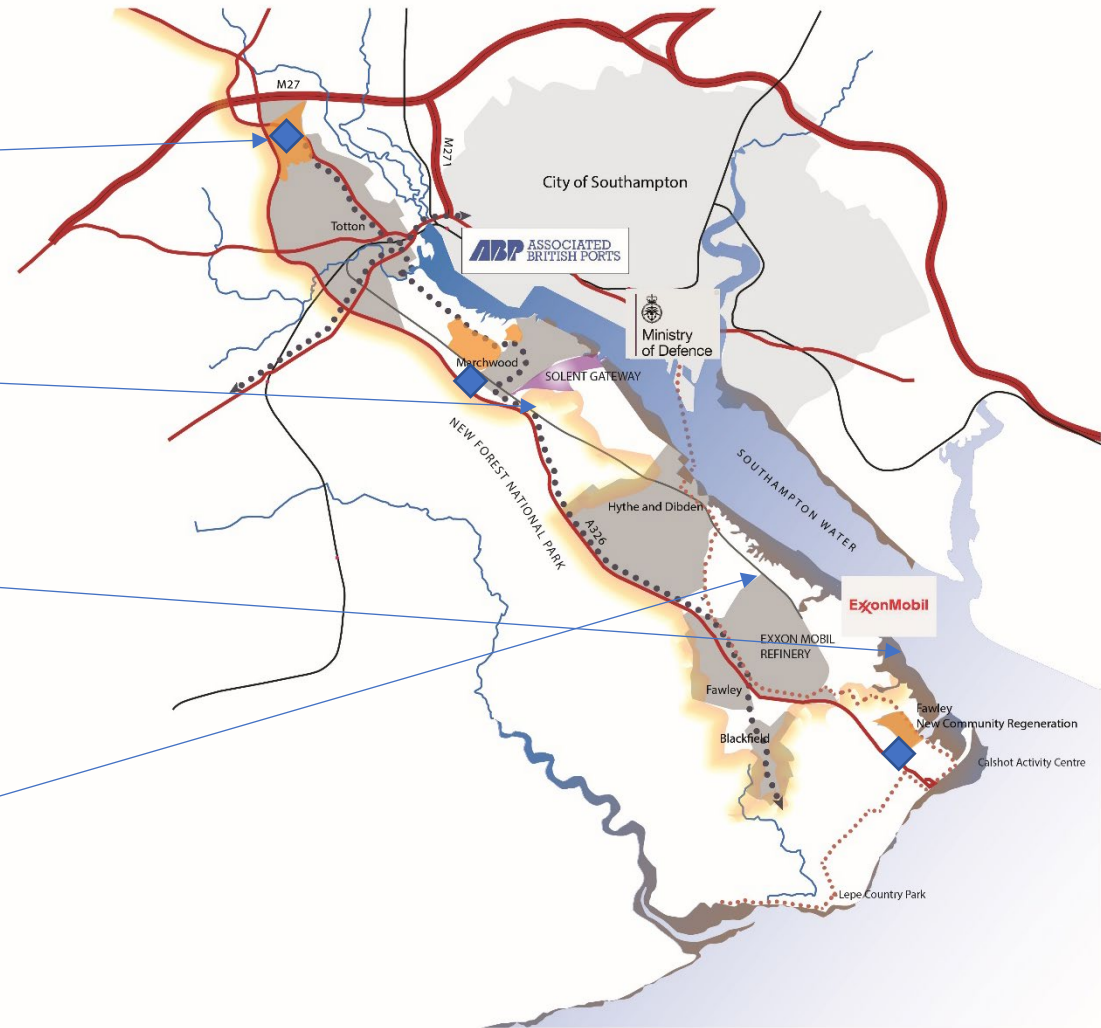 M27
M271
City of Southampton
Totton
ABP ASSOCIATED
BRITISH PORTS
Ministry
of Defence
Marchwood
SOLENT GATEWAY
NEW FOREST NATIONAL PARK
SOUTHAMPTON WATER
Hythe and Dibden
A326
ExxonMobil
EXXON MOBIL
REFINERY
Fawley
Fawley
New Community Regeneration
Blackfield
Calshot Activity Centre
Lepe Country Park